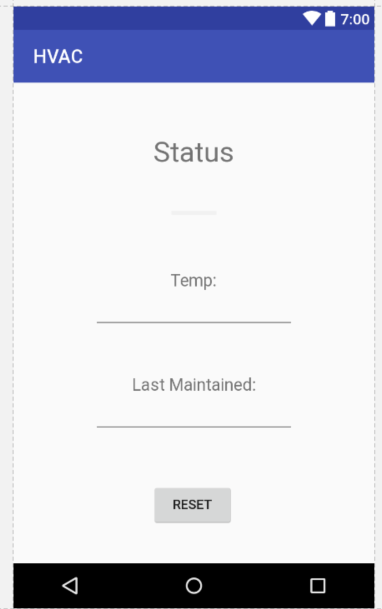 7:00
HVAC
Status
Temp:
Last Maintained:
RESET